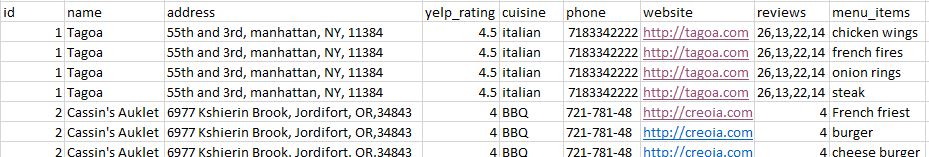 id name address yelp_rating cuisine phone website reviews menu_items
1 Tagoa 55th and 3rd, manhattan, NY, 11384 4.5 italian 7183342222 http://tagoa.com 26,13,22,14 chicken wings
1 Tagoa 55th and 3rd, manhattan, NY, 11384 4.5 italian 7183342222 http://tagoa.com 26,13,22,14 french fires
1 Tagoa 55th and 3rd, manhattan, NY, 11384 4.5 italian 7183342222 http://tagoa.com 26,13,22,14 onion rings
1 Tagoa 55th and 3rd, manhattan, NY, 11384 4.5 italian 7183342222 http://tagoa.com 26,13,22,14 steak
2 Cassin's Auklet 6977 Kshierin Brook, Jordifort, OR,34843 4 BBQ 721-781-48 http://creoia.com 4 French friest
2 Cassin's Auklet 6977 Kshierin Brook, Jordifort, OR,34843 4 BBQ 721-781-48 http://creoia.com 4 burger
2 Cassin's Auklet 6977 Kshierin Brook, Jordifort, OR,34843 4 BBQ 721-781-48 http://creoia.com 4 cheese burger